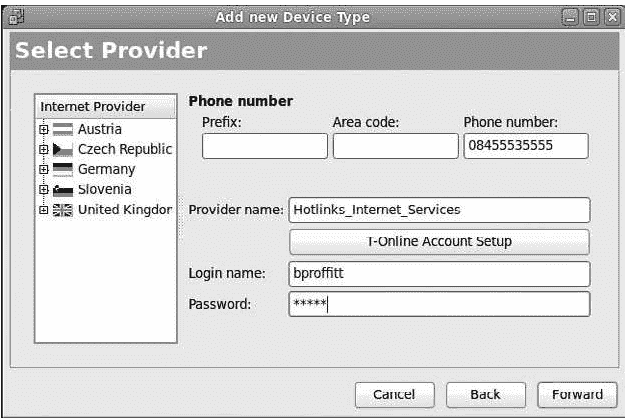 Add new Device Type
Select Provider
Internet Provider
Austria
Czech Republic
Germany
Slovenia
United Kingdor
Phone number
Prefix:
Area code:
Phone number:
08455535555
Provider name:
Hotlinks_Internet_Services
T-Online Account Setup
Login name:
bproffitt
Password:
*****
Cancel
Back
Forward